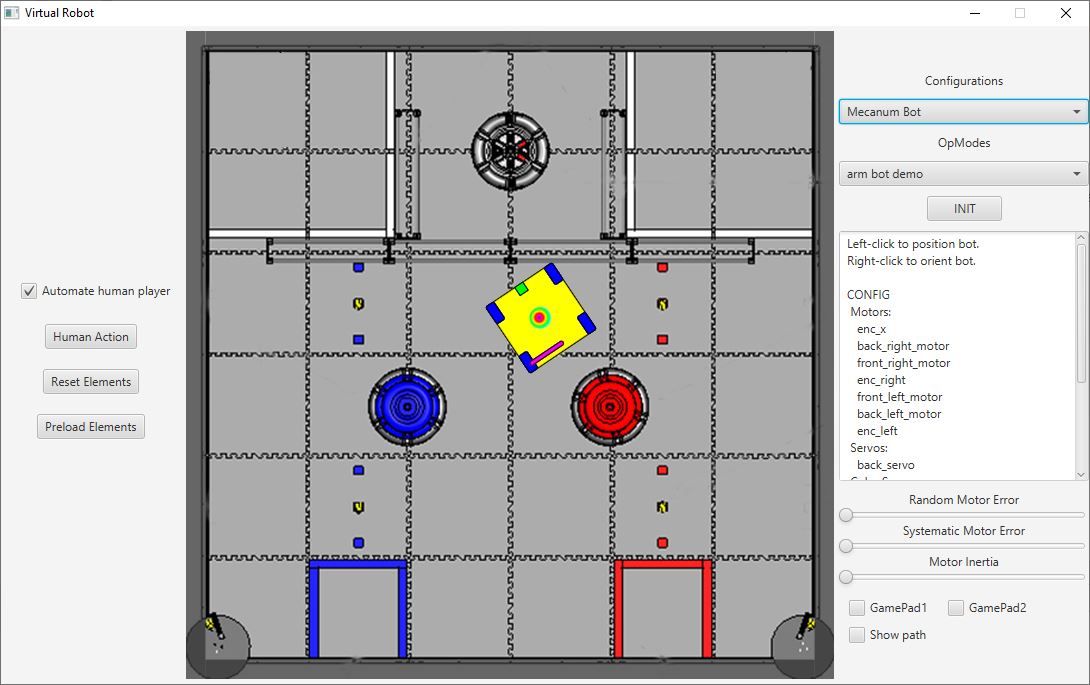 Virtual Robot
Automate human player
Human Action
Reset Elements
Preload Elements
Configurations
Mecanum Bot
OpModes
arm bot demo
INIT
Left-click to position bot.
Right-click to orient bot.
CONFIG
Motors:
enc_x
back_right_motor
front_right_motor
enc_right
front_left_motor
back_left_motor
enc_left
Servos:
back_servo
Random Motor Error
Systematic Motor Error
Motor Inertia
GamePad1
GamePad2
Show path